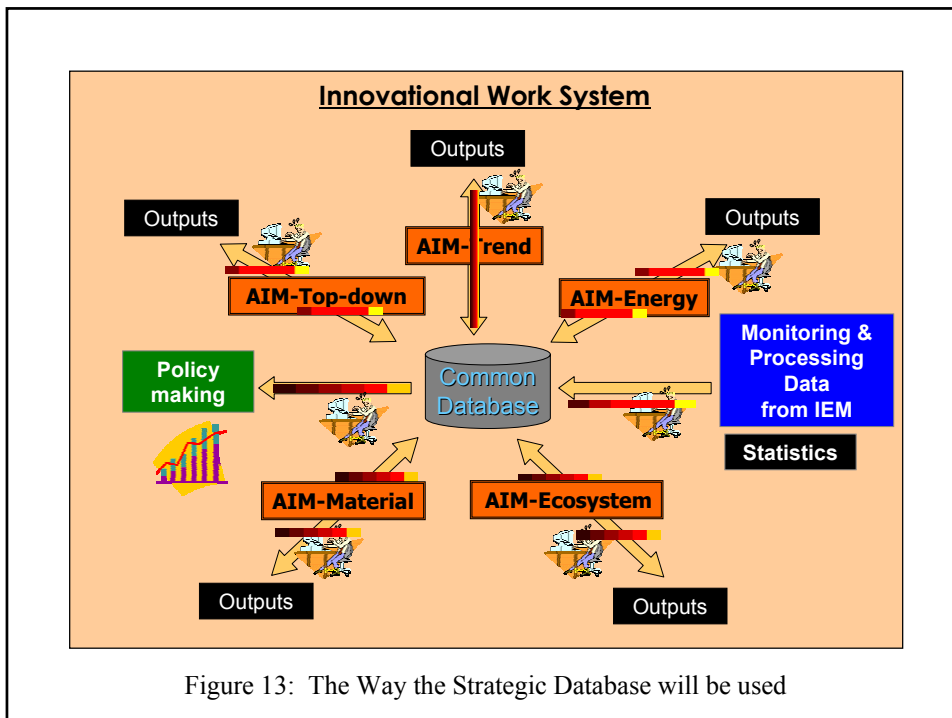 Innovational Work System
Outputs
Outputs
Outputs
AIM-Trend
AIM-Top-down
AIM-Energy
Policy
making
Common
Database
Monitoring &
Processing
Data
from IEM
Statistics
AIM-Material
AIM-Ecosystem
Outputs
Outputs
Figure 13: The Way the Strategic Database will be used